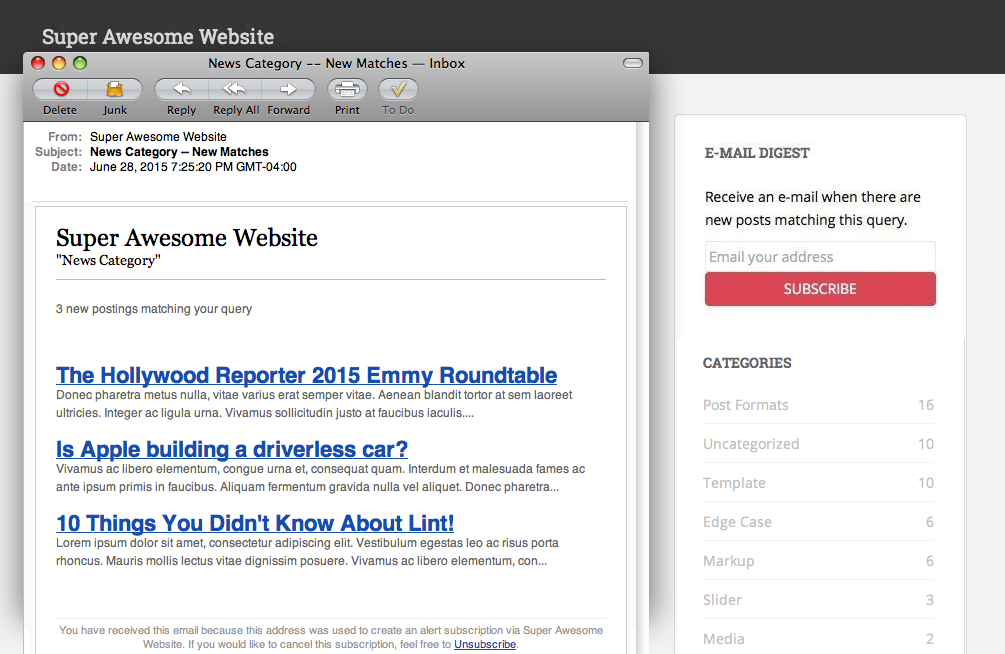 Super Awesome Website
News Category -- New Matches — Inbox
Delete Junk Reply Reply All Forward Print To Do
From: Super Awesome Website
Subject: News Category -- New Matches
Date: June 28, 2015 7:25:20 PM GMT-04:00
Super Awesome Website
"News Category"
3 new postings matching your query
The Hollywood Reporter 2015 Emmy Roundtable
Donec pharetra metus nulla, vitae varius erat semper vitae. Aenean blandit tortor at sem laoreet
ultricies. Integer ac ligula urna. Vivamus sollicitudin justo at faucibus iaculis....
Is Apple building a driverless car?
Vivamus ac libero elementum, congue urna et, consequat quam. Interdum et malesuada fames ac
ante ipsum primis in faucibus. Aliquam fermentum gravida nulla vel aliquet. Donec pharetra...
10 Things You Didn't Know About Lint!
Lorem ipsum dolor sit amet, consectetur adipiscing elit. Vestibulum egestas leo ac risus porta
rhoncus. Mauris mollis lectus vitae dignissim posuere. Vivamus ac libero elementum, con...
You have received this email because this address was used to create an alert subscription via Super Awesome
Website. If you would like to cancel this subscription, feel free to Unsubscribe.
E-MAIL DIGEST
Receive an e-mail when there are
new posts matching this query.
Email your address
SUBSCRIBE
CATEGORIES
Post Formats 16
Uncategorized 10
Template 10
Edge Case 6
Markup 6
Slider 3
Media 2